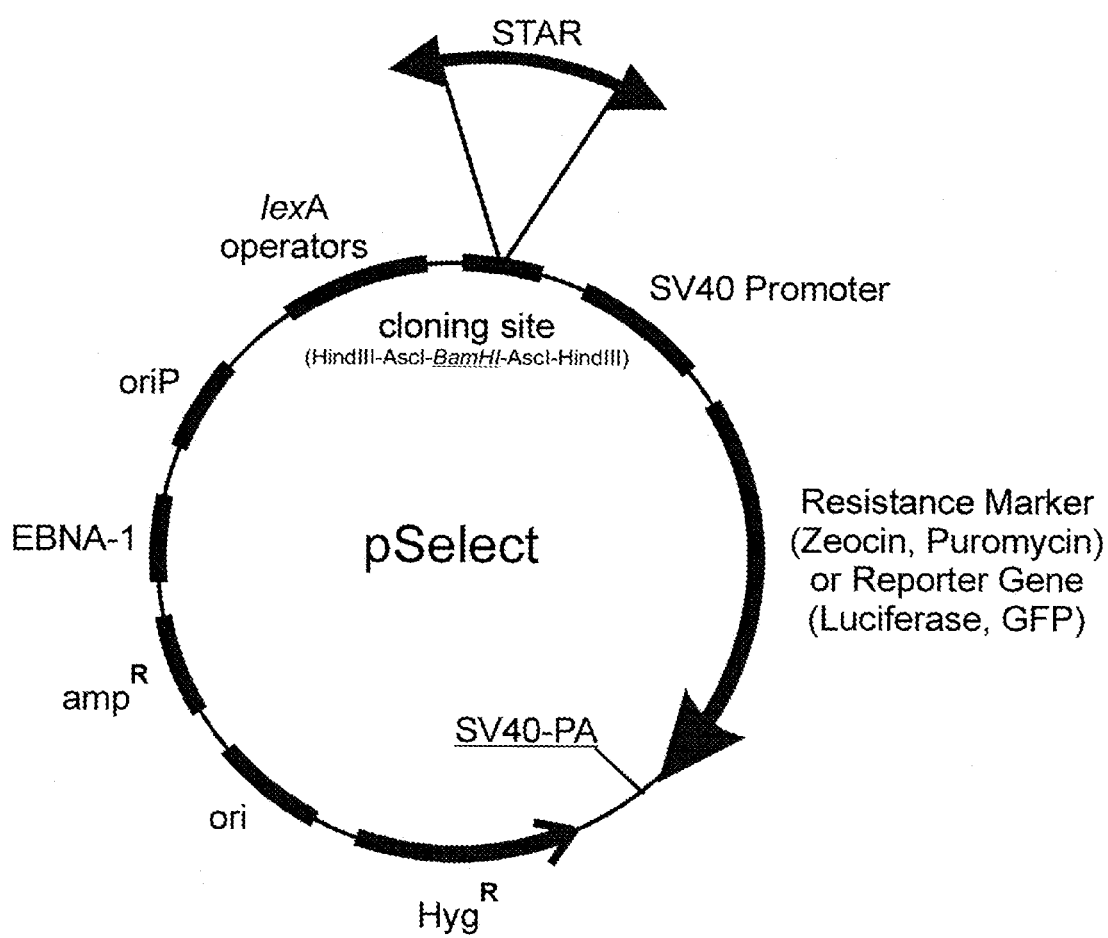 STAR
lexA
operators
SV40 Promoter
cloning site
(HindIII-AscI-BamHI-AscI-HindIII)
oriP
EBNA-1
pSelect
Resistance Marker
(Zeocin, Puromycin)
or Reporter Gene
(Luciferase, GFP)
amp R
SV40-PA
ori
Hyg R